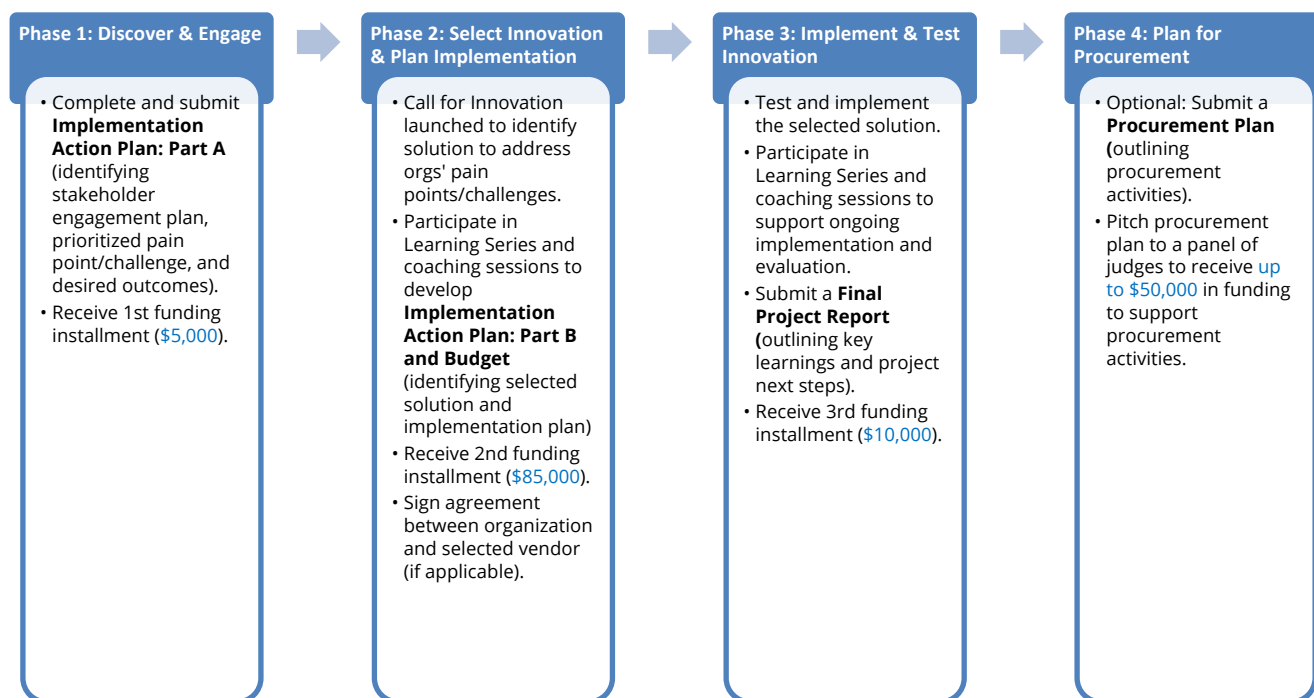 Phase 1: Discover & Engage
• Complete and submit
Implementation
Action Plan: Part A
(identifying
stakeholder
engagement plan,
prioritized pain
point/challenge, and
desired outcomes).
• Receive 1st funding
installment ($5,000).
Phase 2: Select Innovation
& Plan Implementation
• Call for Innovation
launched to identify
solution to address
orgs' pain
points/challenges.
• Participate in
Learning Series and
coaching sessions to
develop
Implementation
Action Plan: Part B
and Budget
(identifying selected
solution and
implementation plan)
• Receive 2nd funding
installment ($85,000).
• Sign agreement
between organization
and selected vendor
(if applicable).
Phase 3: Implement & Test
Innovation
• Test and implement
the selected solution.
• Participate in
Learning Series and
coaching sessions to
support ongoing
implementation and
evaluation.
• Submit a Final
Project Report
(outlining key
learnings and project
next steps).
• Receive 3rd funding
installment ($10,000).
Phase 4: Plan for
Procurement
• Optional: Submit a
Procurement Plan
(outlining
procurement
activities).
• Pitch procurement
plan to a panel of
judges to receive up
to $50,000 in funding
to support
procurement
activities.